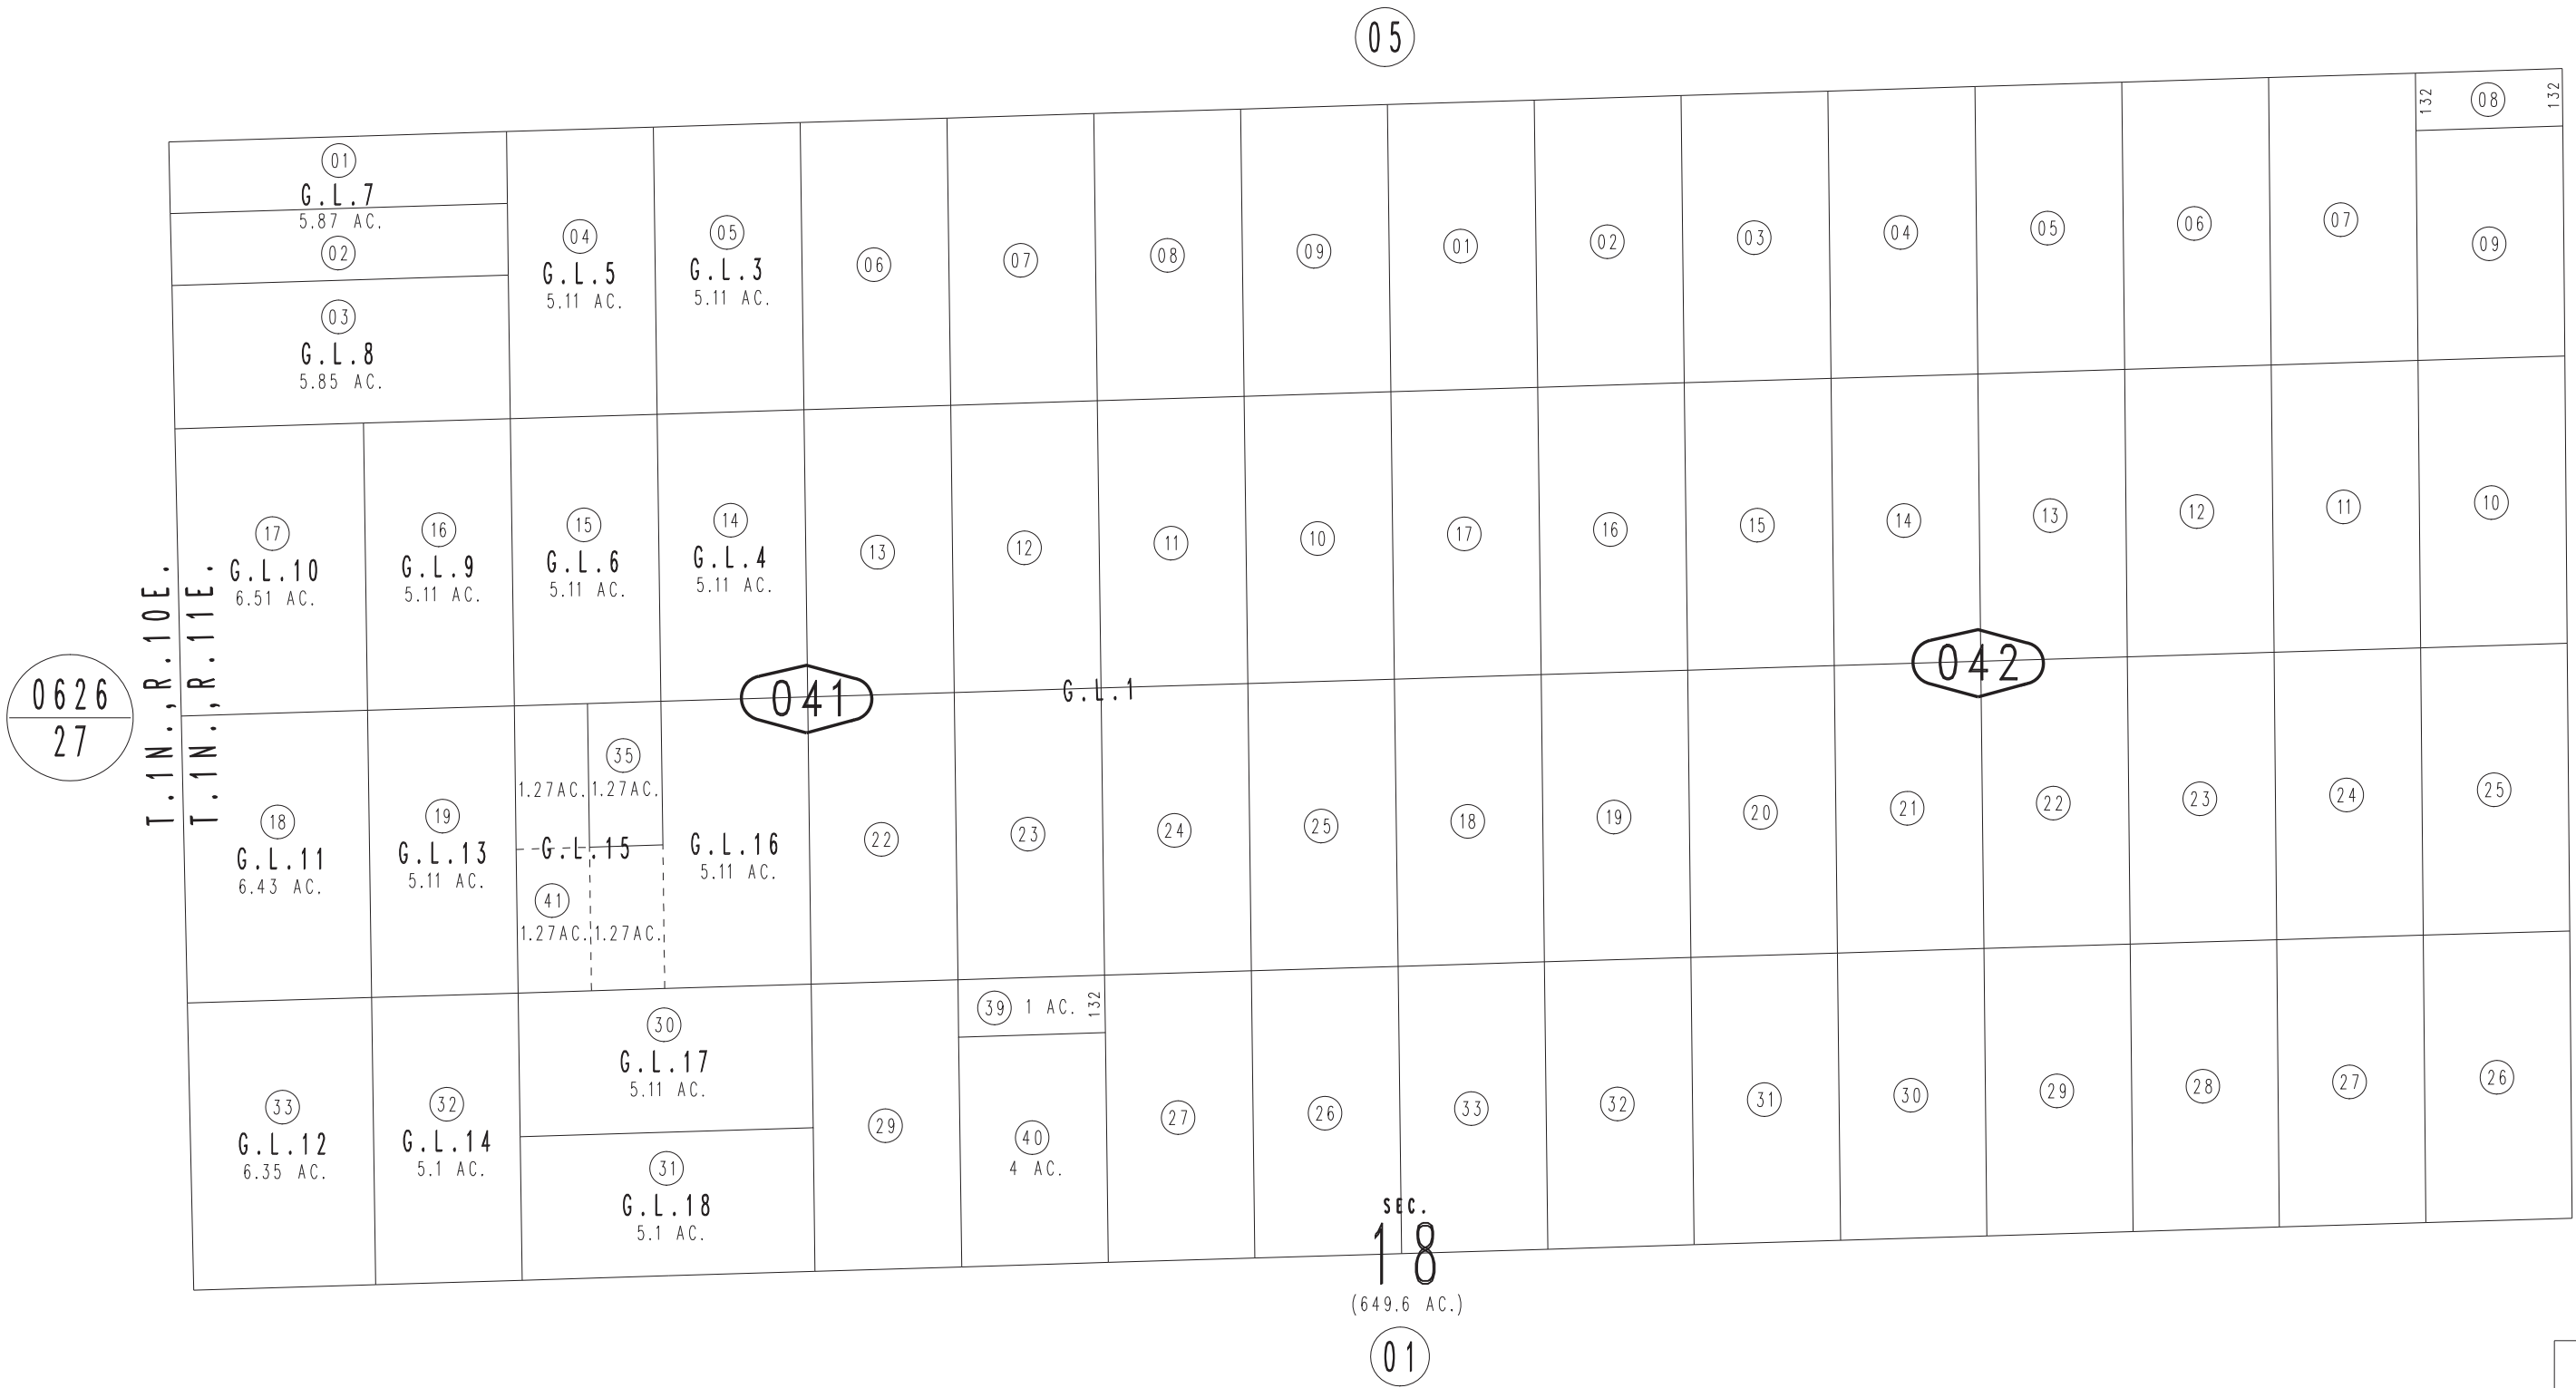 05
132
08
132
01
G.L.7
5.87 AC.
02
03
G.L.8
5.85 AC.
04
G.L.5
5.11 AC.
05
G.L.3
5.11 AC.
06
07
08
09
01
02
03
04
05
06
07
09
17
G.L.10
6.51 AC.
16
G.L.9
5.11 AC.
15
G.L.6
5.11 AC.
14
G.L.4
5.11 AC.
13
12
11
10
17
16
15
14
13
12
11
10
T.1N.,R.10E.
T.1N.,R.11E.
0626
27
041
G.L.1
042
18
G.L.11
6.43 AC.
19
G.L.13
5.11 AC.
35
1.27AC.
1.27AC.
G.L.15
41
1.27AC.
1.27AC.
G.L.16
5.11 AC.
22
23
24
25
18
19
20
21
22
23
24
25
33
G.L.12
6.35 AC.
32
G.L.14
5.1 AC.
30
G.L.17
5.11 AC.
31
G.L.18
5.1 AC.
29
39 1 AC.
132
40
4 AC.
27
26
33
32
31
30
29
28
27
26
SEC.
18
(649.6 AC.)
01